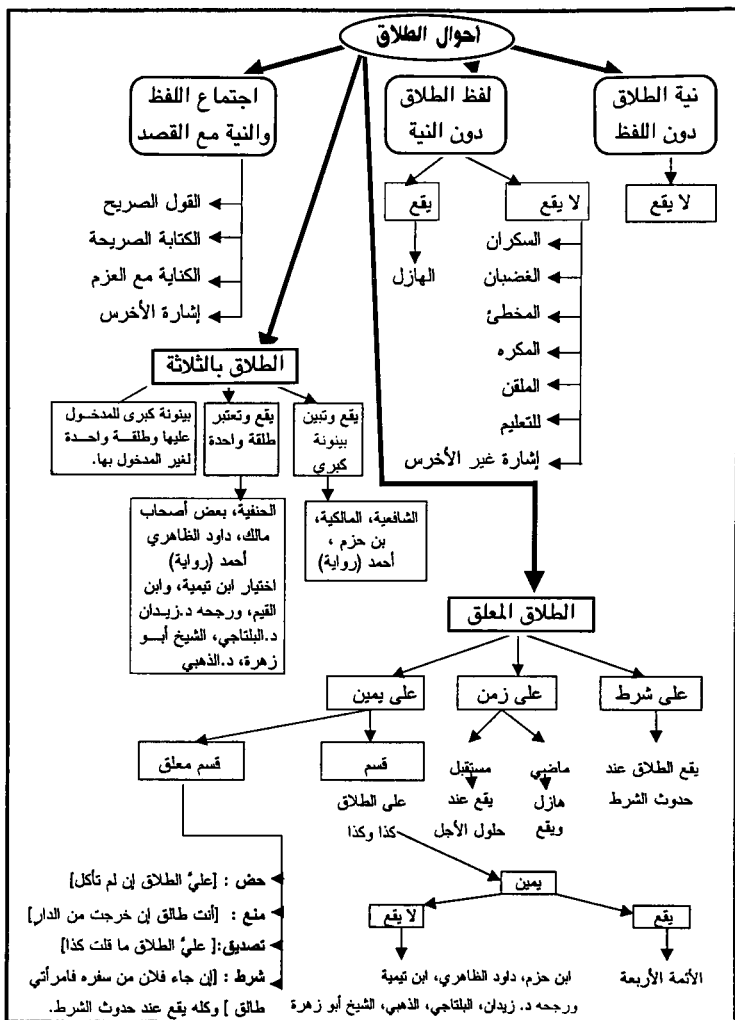 احوال الطلاق
نية الطلاق
دون اللفظ
لا يقع
لفظ الطلاق
دون النية
لا يقع
السكران
الغضبان
المخطئ
المكره
الملقن
للتعليم
إشارة غير الأخرس
يقع
الهازل
اجتماع اللفظ
والنية مع القصد
القول الصريح
الكتابة الصريحة
الكناية مع العزم
إشارة الأخرس
الطلاق بالثلاثة
يقع وتبين
بينونة
كبري
الشافعية، المالكية،
بن حزم ،
أحمد (رواية)
يقع وتعتبر
طلقة واحدة
الحنفية، بعض أصحاب
مالك، داود الظاهري
أحمد (رواية)
اختيار ابن تيمية، وابن
القيم، ورجحه د.زيدان
د.البلتاجي، الشيخ أبو
زهرة، د.الذهبي
بينونة كبرى للمدخول
عليها وطلقة واحدة
لغير المدخول بها.
الطلاق المعلق
على شرط
يقع الطلاق عند
حدوث الشرط
على زمن
ماضي
هازل
ويقع
مستقبل
يقع عند
حلول الأجل
على يمين
قسم
على الطلاق
كذا وكذا
يمين
يقع
الأئمة الأربعة
لا يقع
ابن حزم، داود الظاهري، ابن تيمية
ورجحه د. زيدان، البلتاجي، الذهبي، الشيخ أبو زهرة
قسم معلق
حض : [عليَّ الطلاق إن لم تأكل]
منع : [أنت طالق إن خرجت من الدار]
تصديق:[ عليَّ الطلاق ما قلت كذا]
شرط : [إن جاء فلان من سفره فامرأتي
طالق ] وكله يقع عند حدوث الشرط.